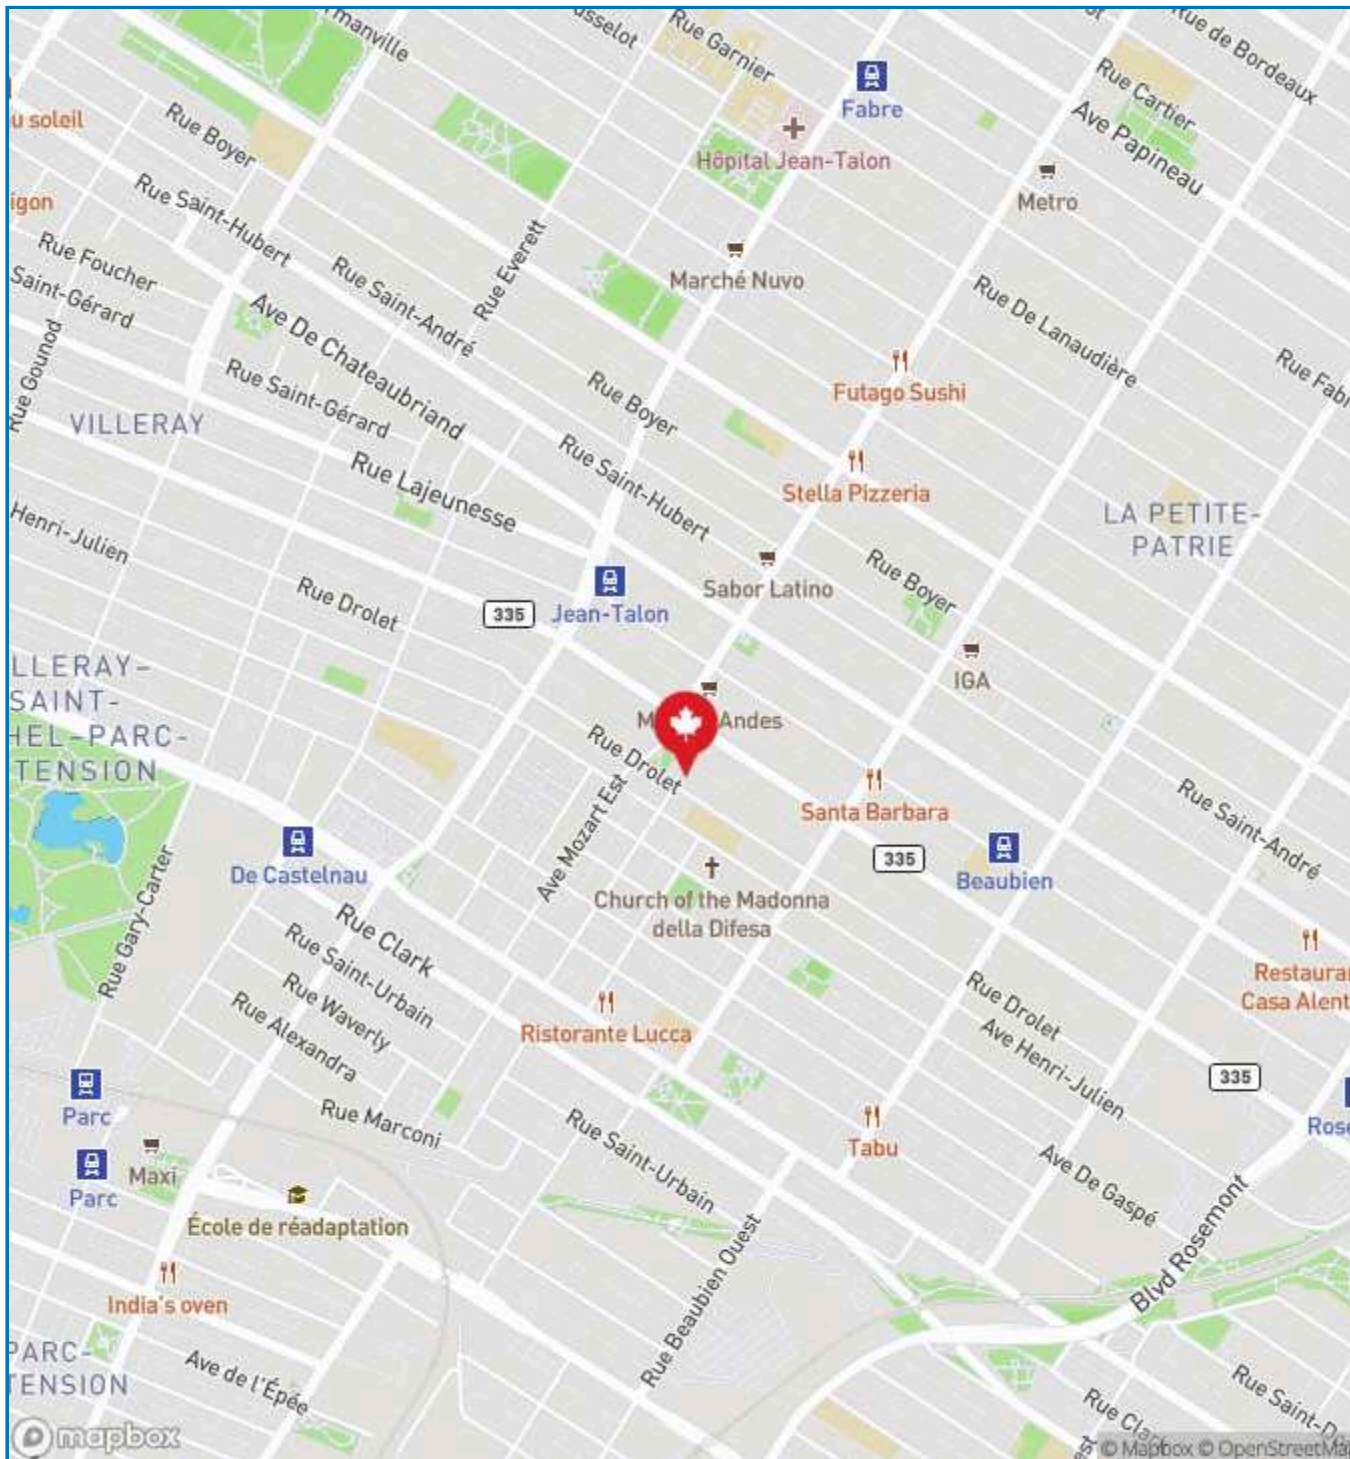 Rue Garnier
Fabre
Rue de Bordeaux
Rue Cartier
Ave Papineau
soleil
Rue Boyer
Hôpital Jean-Talon
Metro
Rue Saint-Hubert
Rue Foucher
Saint-Gérard
Rue Everett
Rue Saint-André
Marché Nuvo
Rue De Lanaudière
Ave De Chateaubriand
Rue Gounod
Rue Saint-Gérard
VILLERAY
Rue Boyer
Futago Sushi
Rue Lajeunesse
Rue Saint-Hubert
Stella Pizzeria
LA PETITE-
PATRIE
Henri-Julien
Rue Drolet
335
Jean-Talon
Sabor Latino
Rue Boyer
IGA
SAINT-
Andes
Rue Drolet
Ave Mozart Est
Santa Barbara
Rue Saint-André
De Castelnau
335
Beaubien
Rue Gary-Carter
Church of the Madonna
della Difesa
Rue Clark
Rue Saint-Urbain
Rue Waverly
Rue Alexandra
Ristorante Lucca
Rue Drolet
Ave Henri-Julien
Casa
335
Parc
Rue Marconi
Rue Saint-Urbain
Tabu
Maxi
Parc
Ave De Gaspé
École de réadaptation
Blvd Rosemont
Rue Beaubien Ouest
India's oven
PARC-
Ave de l'Épée
Rue
Rue
mapbox
© Mapbox © OpenStreetMap